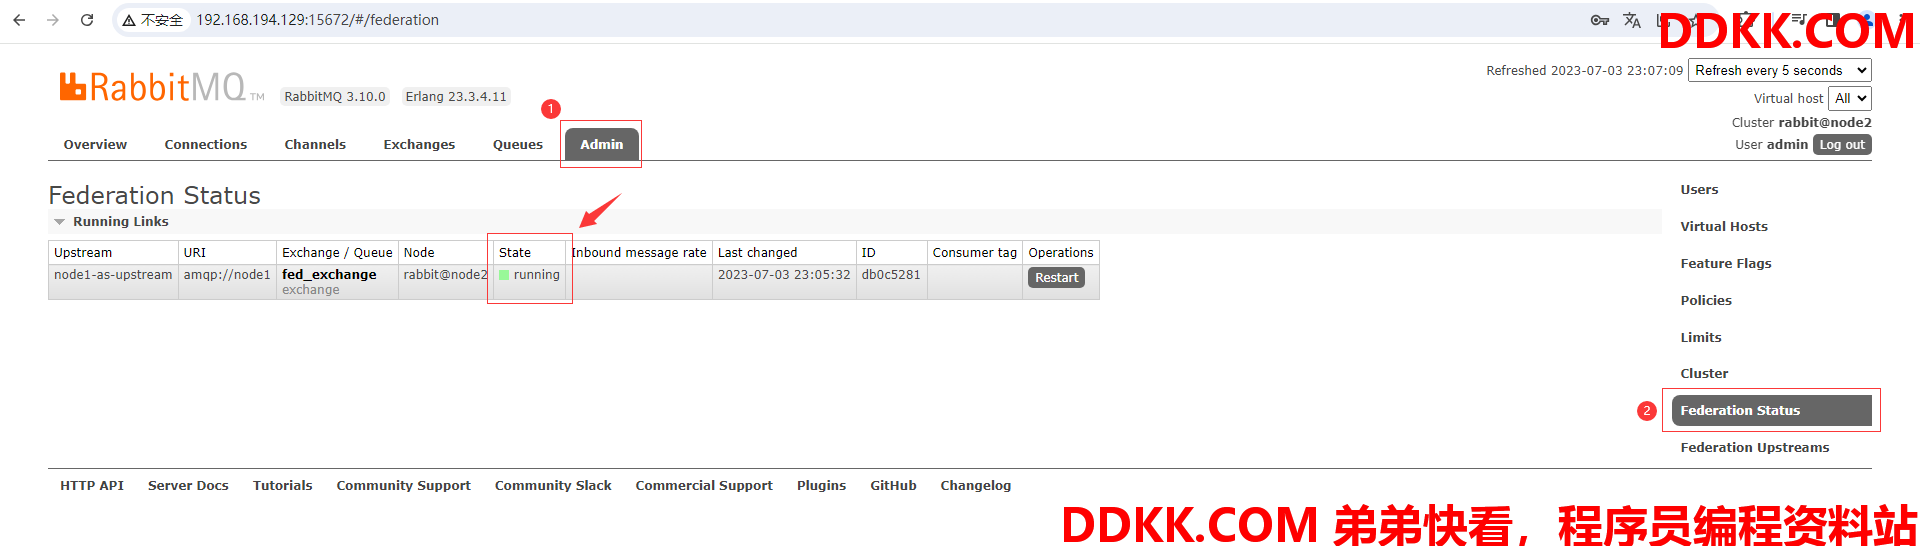 不安全 192.168.194.129:15672/#/federation
DDKK.COM
RabbitMQ TM RabbitMQ 3.10.0 Erlang 23.3.4.11
Refreshed 2023-07-03 23:07:09 Refresh every 5 seconds
Virtual host All
Cluster rabbit@node2
User admin Log out
1
Overview Connections Channels Exchanges Queues Admin
Federation Status
Running Links
Upstream URI Exchange / Queue Node State Inbound message rate Last changed ID Consumer tag Operations
node1-as-upstream amqp://node1 fed_exchange rabbit@node2 running 2023-07-03 23:05:32 db0c5281 Restart
exchange
Users
Virtual Hosts
Feature Flags
Policies
Limits
Cluster
2 Federation Status
Federation Upstreams
HTTP API Server Docs Tutorials Community Support Community Slack Commercial Support Plugins GitHub Changelog
DDKK.COM 弟弟快看，程序员编程资料站